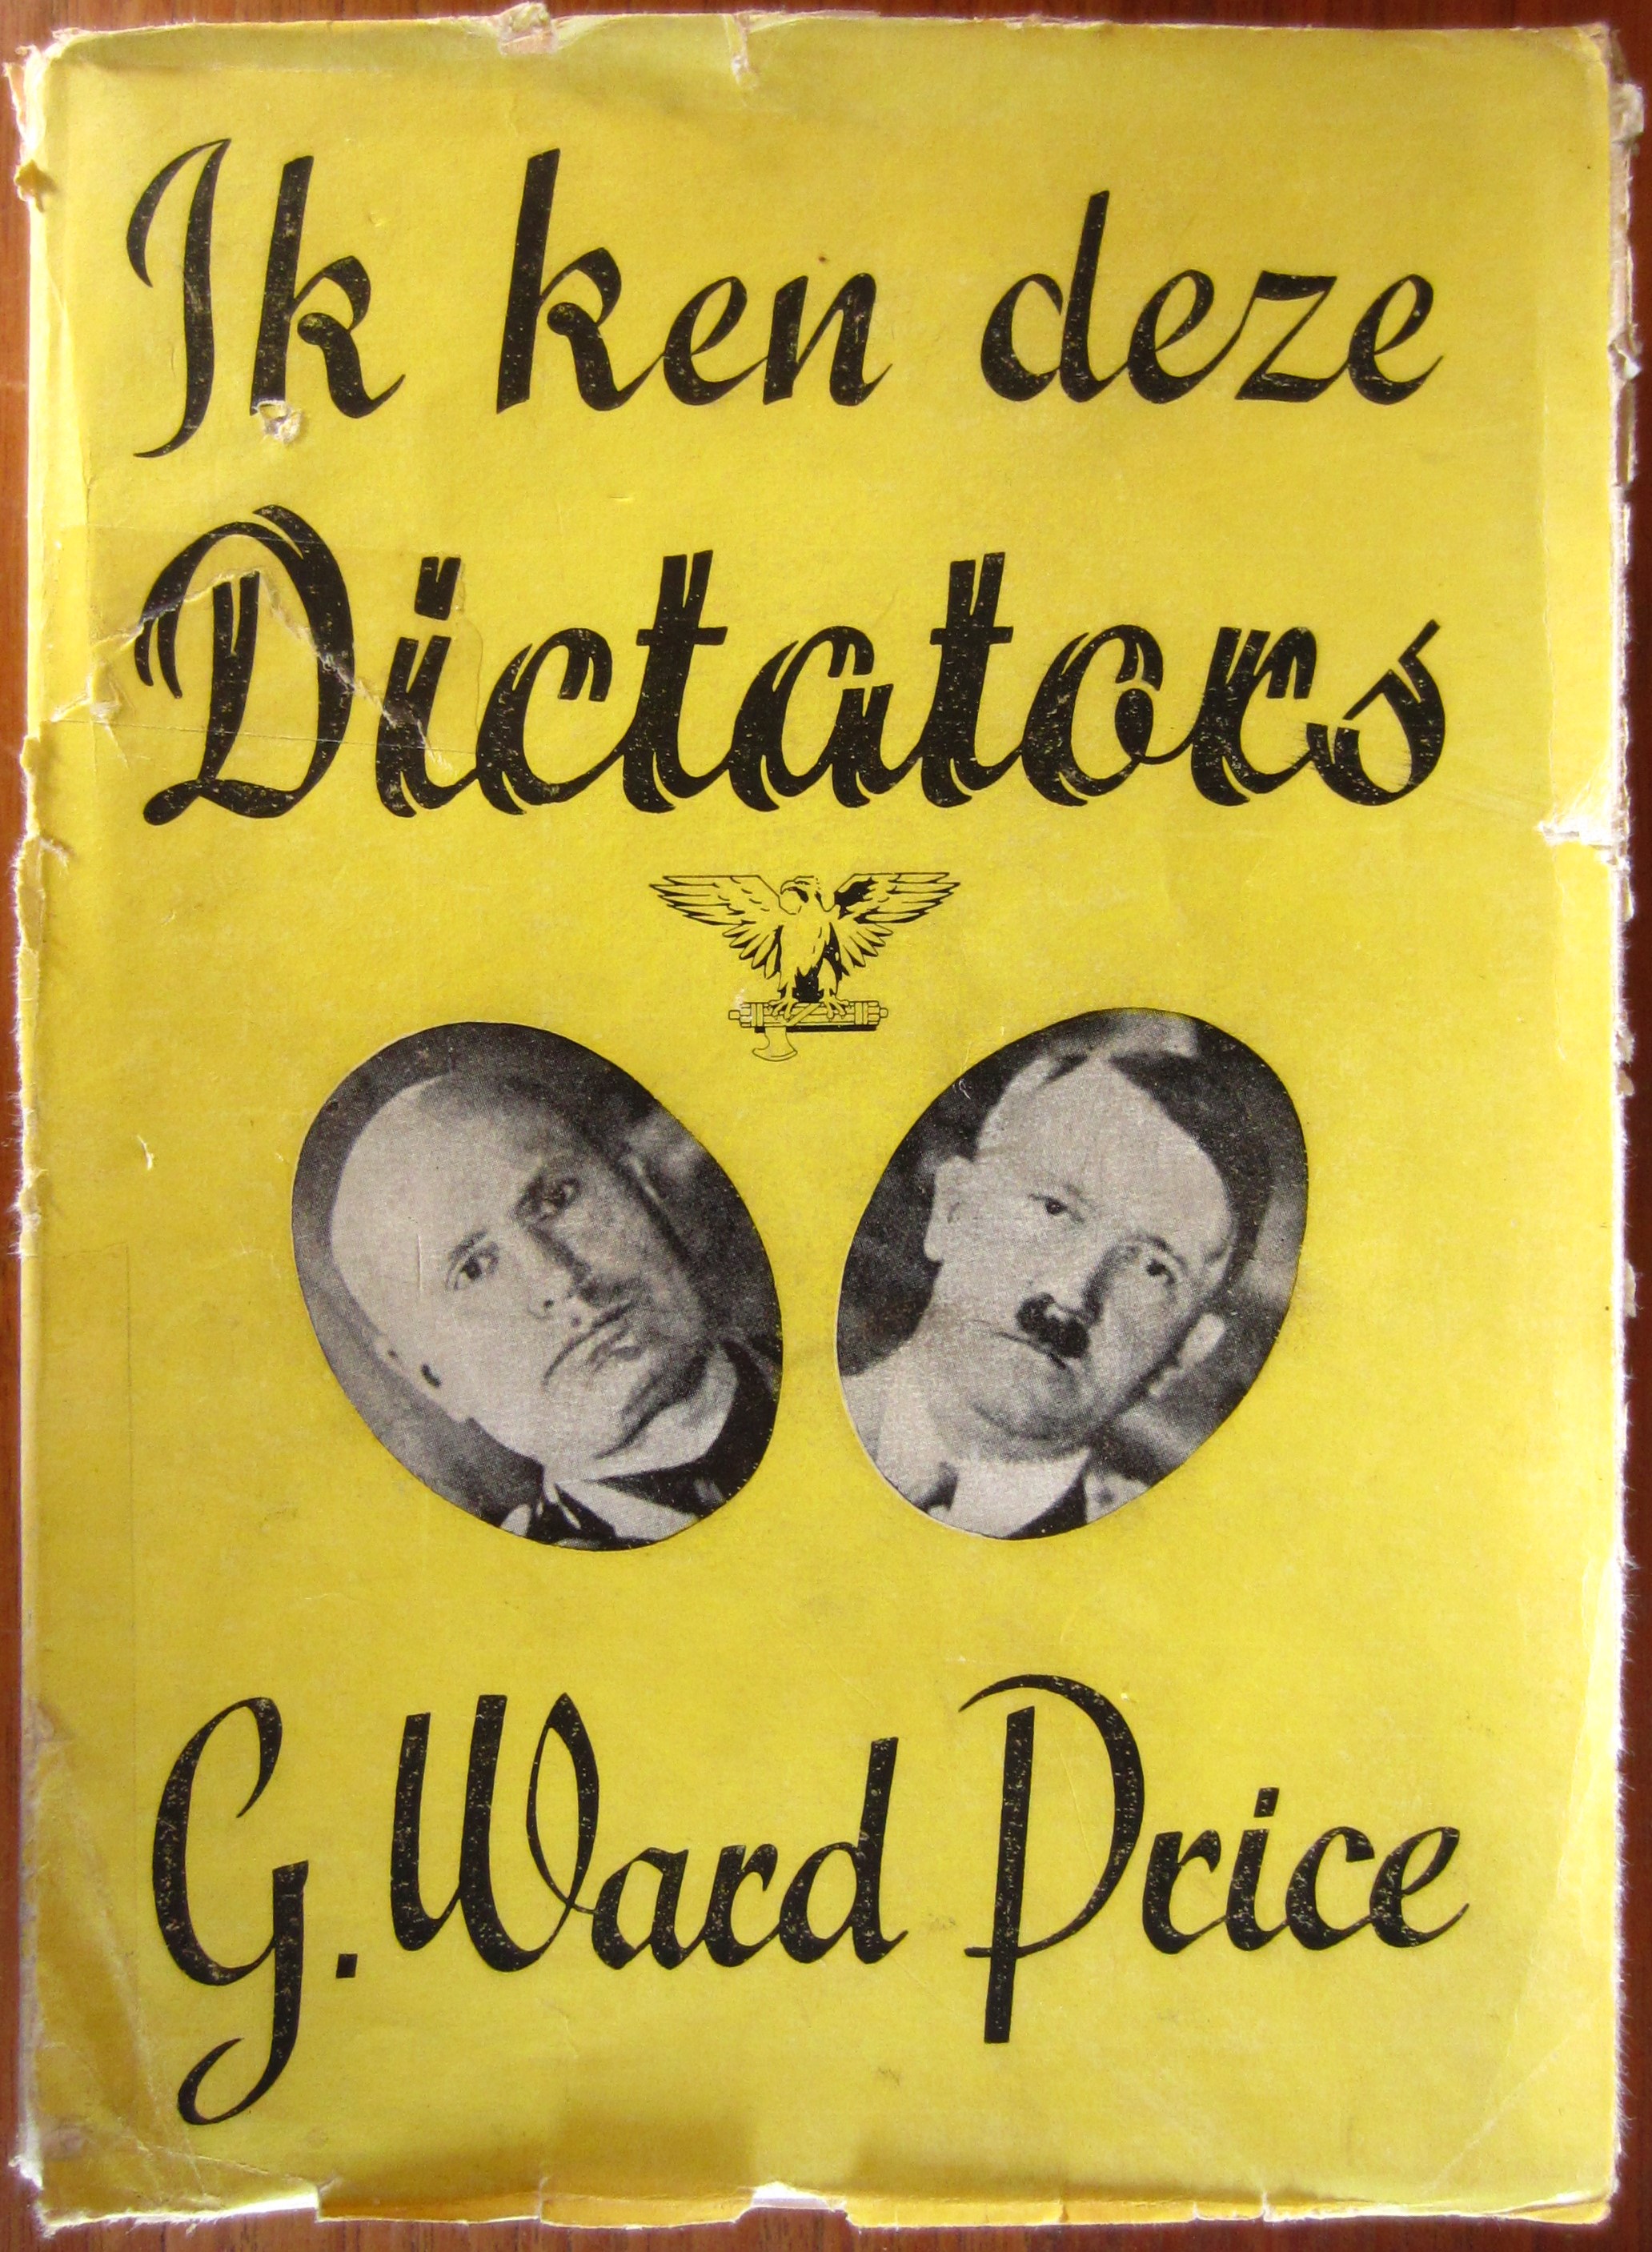 Ik ken deze
Dictators
G. Ward Price